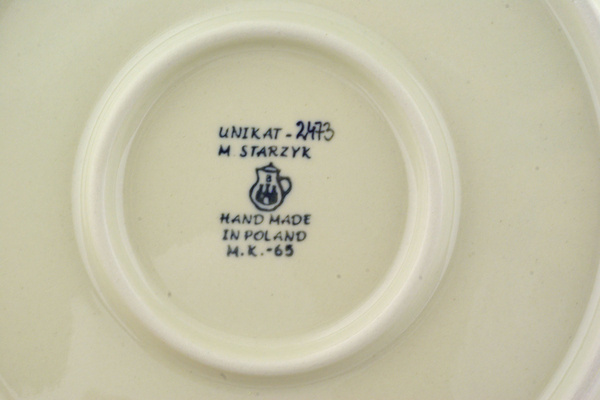 UNIKAT - 2473
M. STARZYK
B
HAND MADE
IN POLAND
M.K.-65